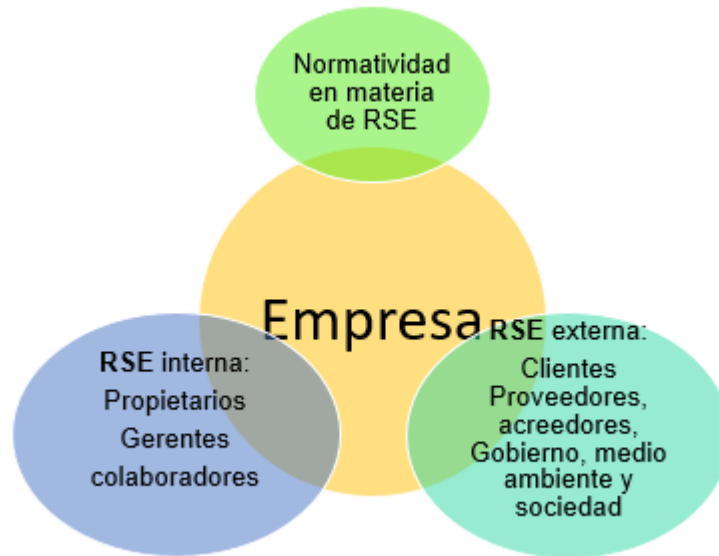 Normatividad
en materia
de RSE
Empresa
RSE interna:
Propietarios
Gerentes
colaboradores
RSE externa:
Clientes
Proveedores,
acreedores,
Gobierno, medio
ambiente y
sociedad